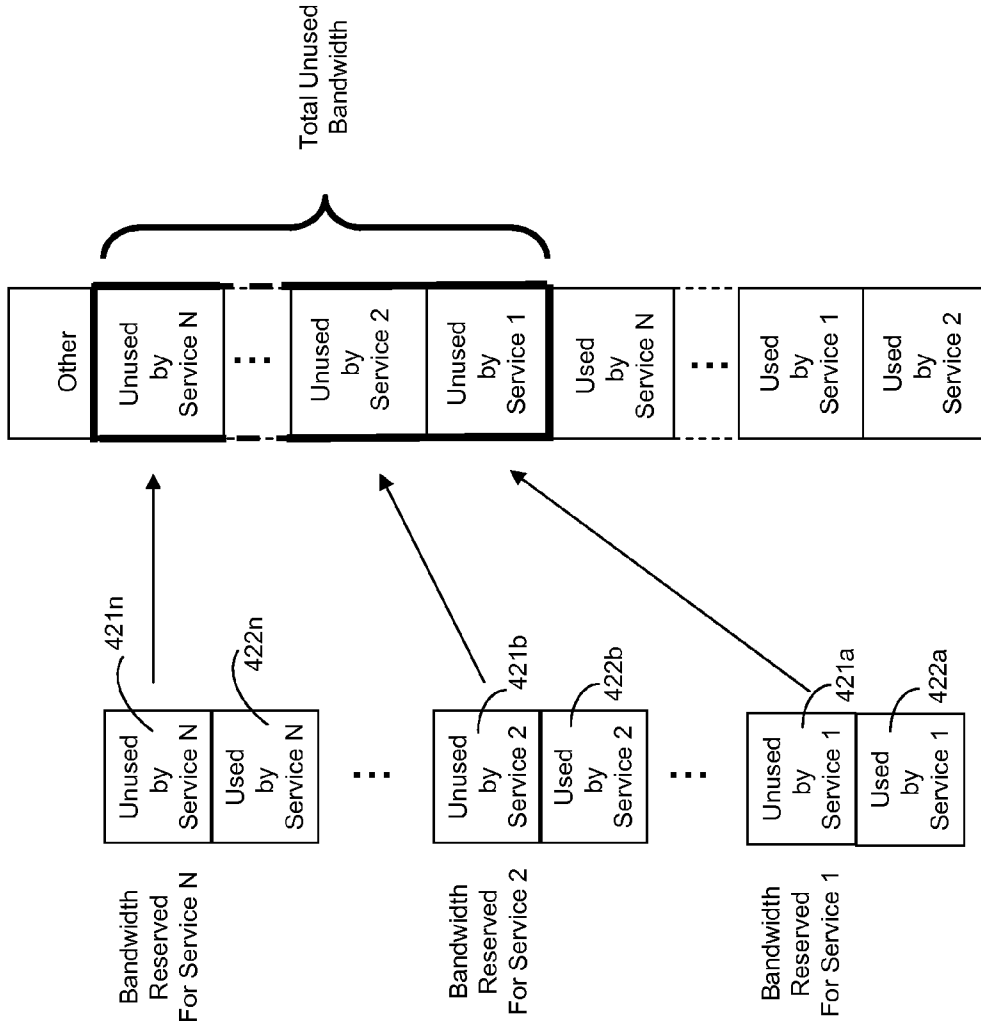 Bandwidth
Reserved
For Service 1
Bandwidth
Reserved
For Service 2
Bandwidth
Reserved
For Service N
Used
by
Service 1
Unused
by
Service 1
...
Used
by
Service 2
Unused
by
Service 2
...
Used
by
Service N
Unused
by
Service N
422a
421a
422b
421b
422n
421n
Used
by
Service 2
Used
by
Service 1
...
Used
by
Service N
Unused
by
Service 1
Unused
by
Service 2
...
Unused
by
Service N
Other
Total Unused
Bandwidth